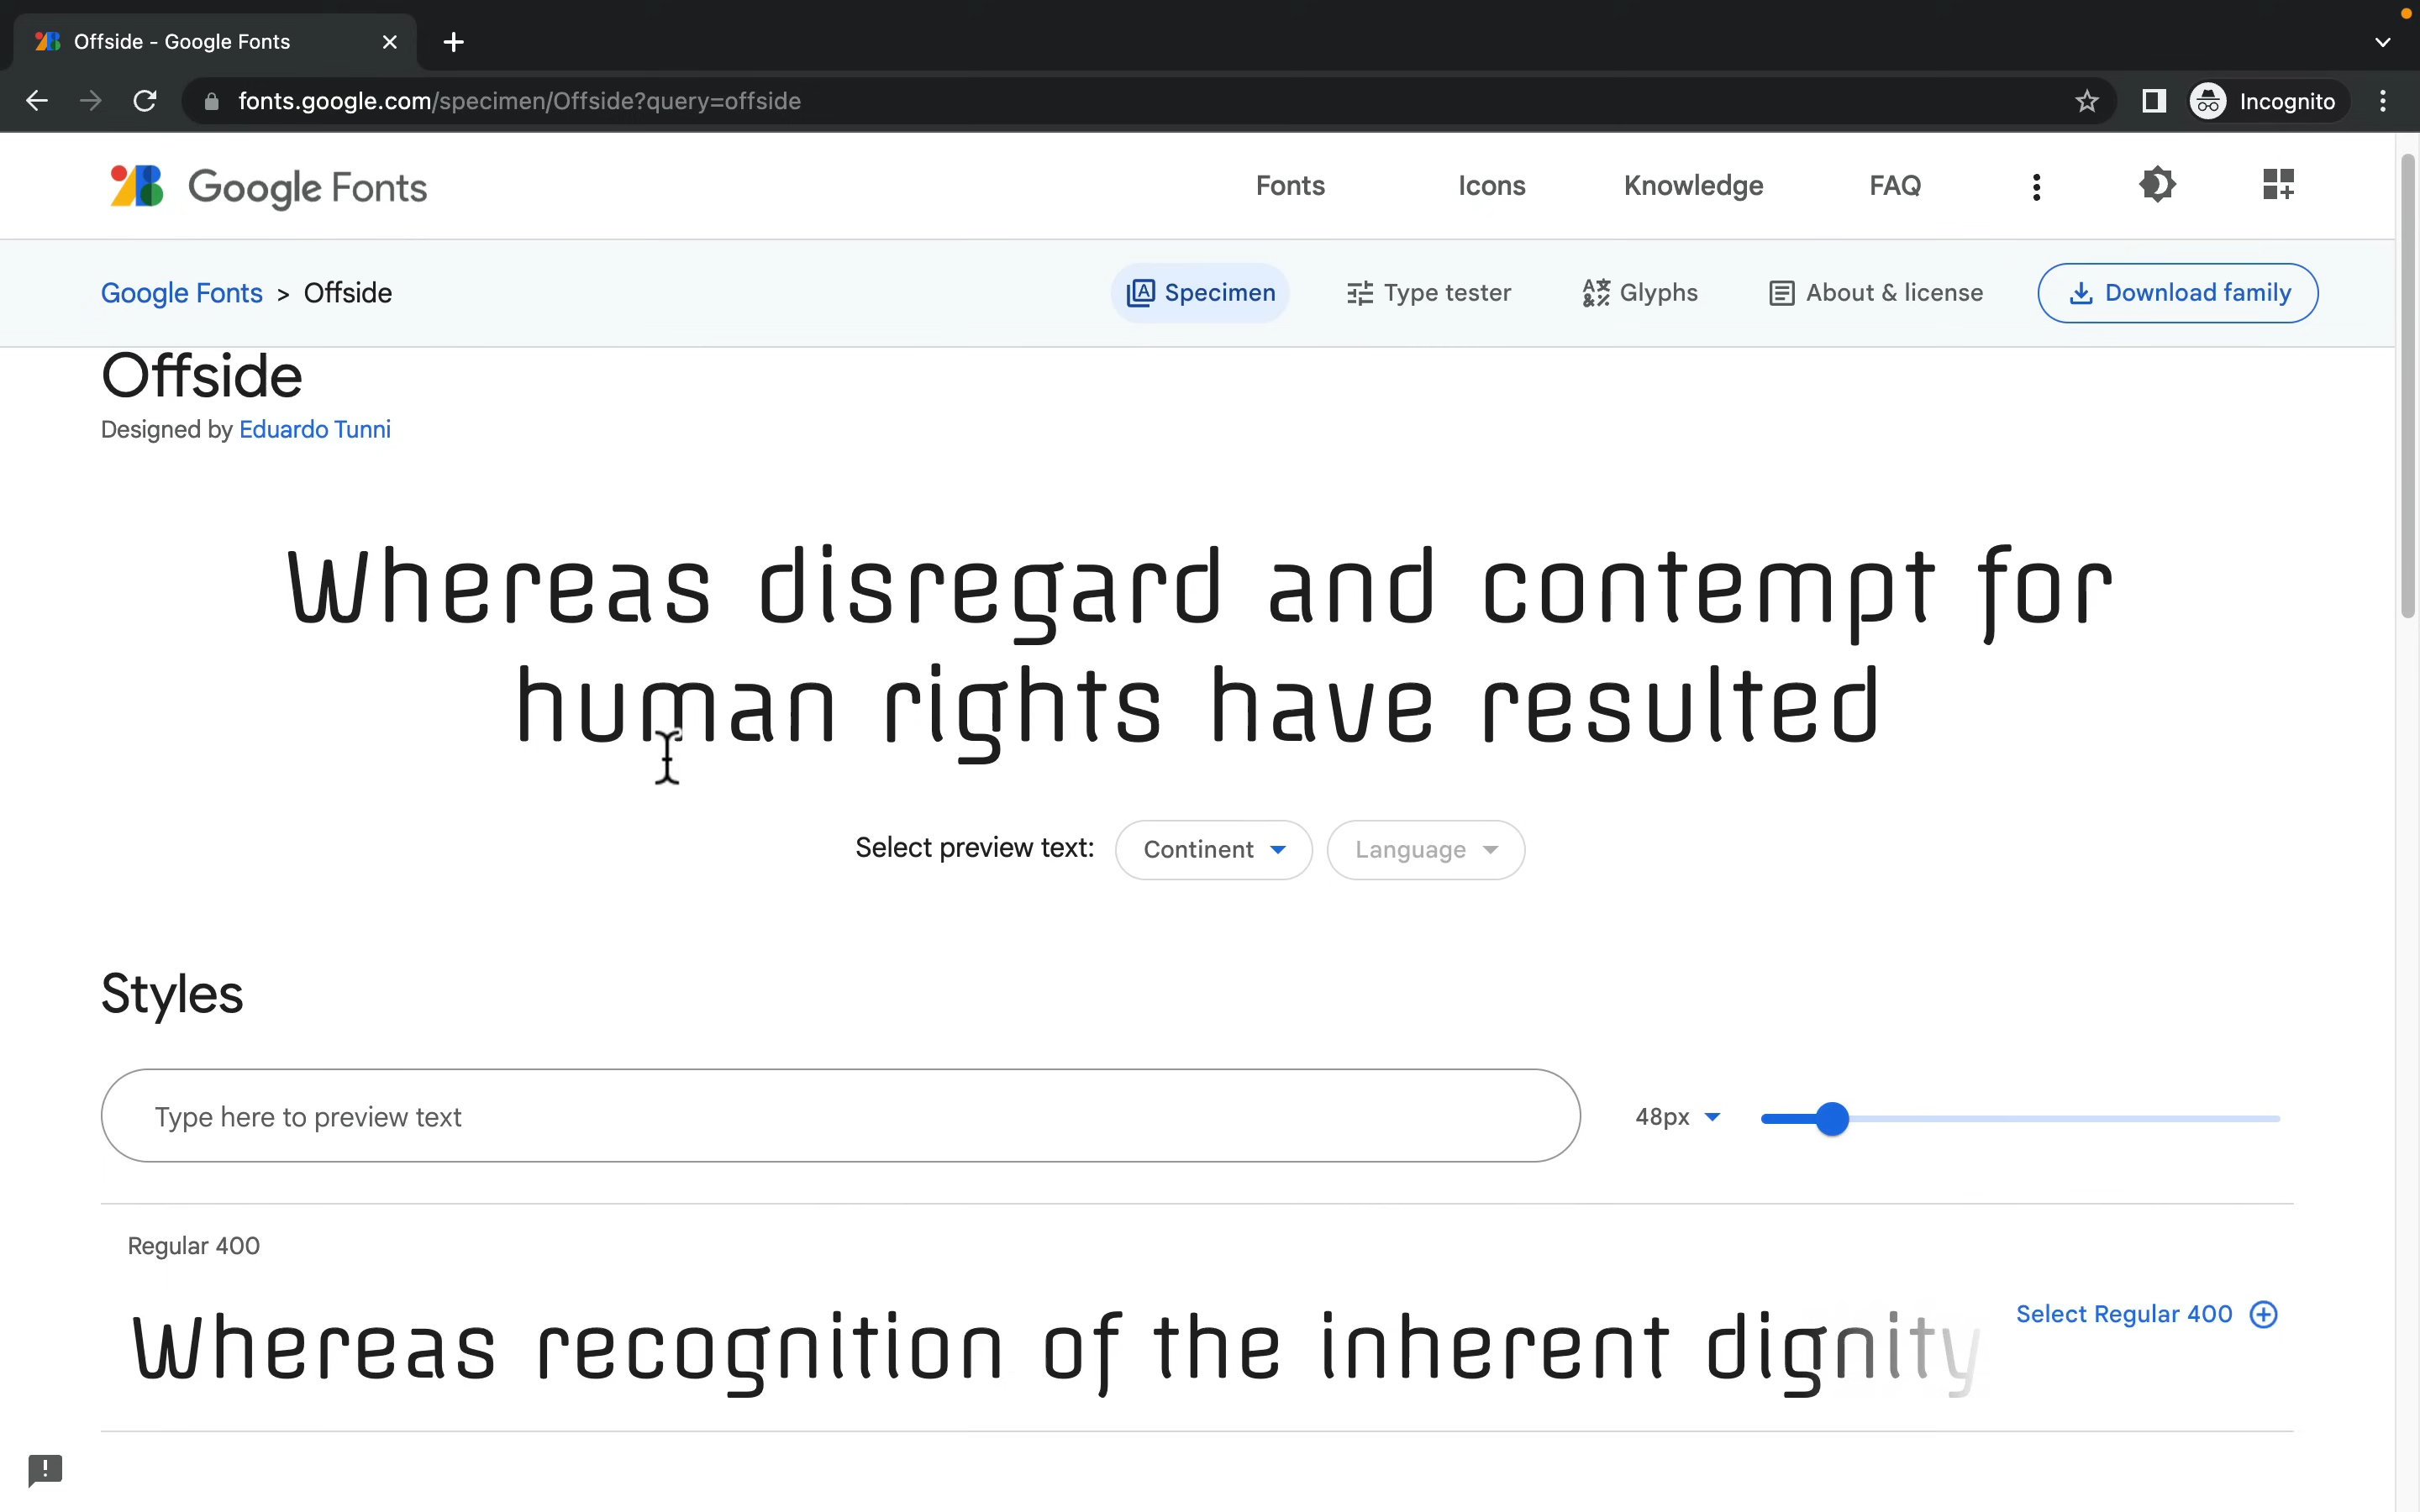 Offside - Google Fonts
fonts.google.com/specimen/Offside?query=offside
Incognito
Google Fonts
Fonts
Icons
Knowledge
FAQ
Google Fonts > Offside
Specimen
Type tester
Glyphs
About & license
Download family
Offside
Designed by Eduardo Tunni
Whereas disregard and contempt for
human rights have resulted
Select preview text:
Continent
Language
Styles
Type here to preview text
48px
Regular 400
Whereas recognition of the inherent dignity
Select Regular 400